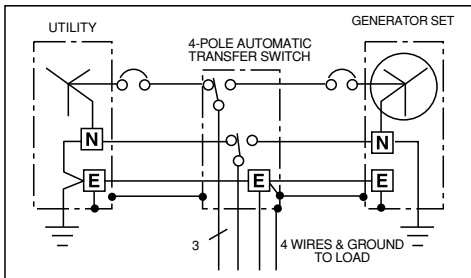 UTILITY
GENERATOR SET
4-POLE AUTOMATIC
TRANSFER SWITCH
N
N
E
E
E
3
4 WIRES & GROUND
TO LOAD